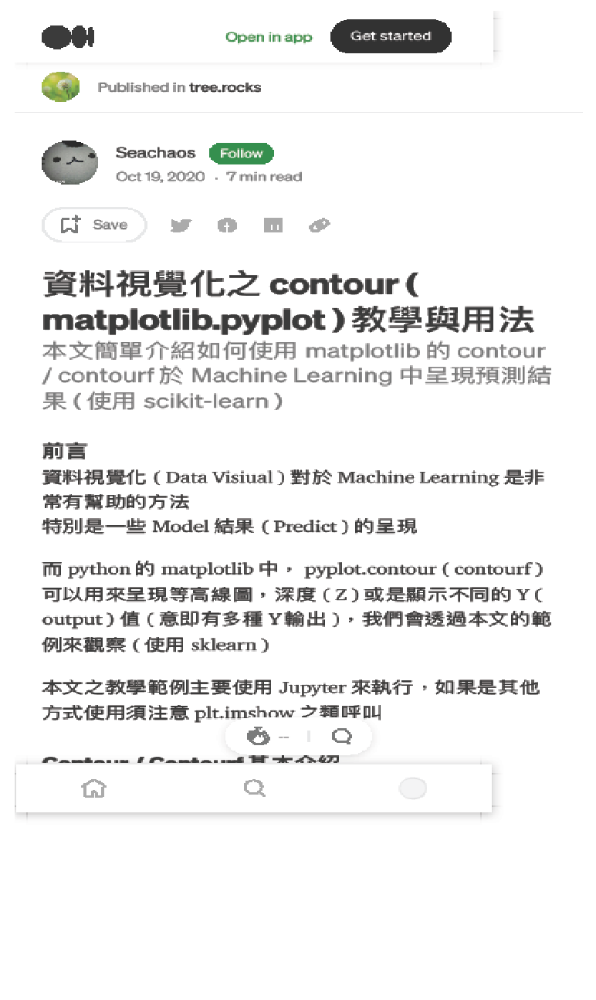 Open in app
Get started
Published in tree.rocks
Seachaos
Follow
Oct 19, 2020 · 7 min read
Save
資料視覺化之 contour (
matplotlib.pyplot ) 教學與用法
本文簡單介紹如何使用 matplotlib 的 contour
/ contourf 於 Machine Learning 中呈現預測結
果 ( 使用 scikit-learn )
前言
資料視覺化 ( Data Visiual ) 對於 Machine Learning 是非
常有幫助的方法
特別是一些 Model 結果 ( Predict ) 的呈現
而 python 的 matplotlib 中， pyplot.contour ( contourf )
可以用來呈現等高線圖，深度 ( Z ) 或是顯示不同的 Y (
output ) 值 ( 意即有多種 Y 輸出 )，我們會透過本文的範
例來觀察 ( 使用 sklearn )
本文之教學範例主要使用 Jupyter 來執行，如果是其他
方式使用須注意 plt.imshow 之類呼叫
--
Contour / Contourf 基本介紹